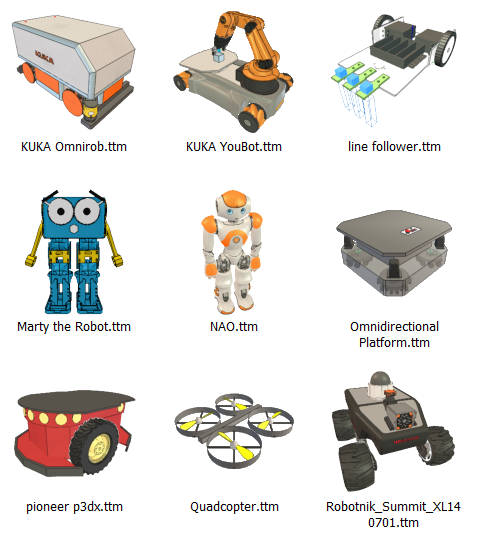 KUKA
KUKA Omnirob.ttm
KUKA YouBot.ttm
line follower.ttm
Marty the Robot.ttm
NAO.ttm
Omnidirectional
Platform.ttm
pioneer p3dx.ttm
Quadcopter.ttm
Robotnik_Summit_XL14
0701.ttm